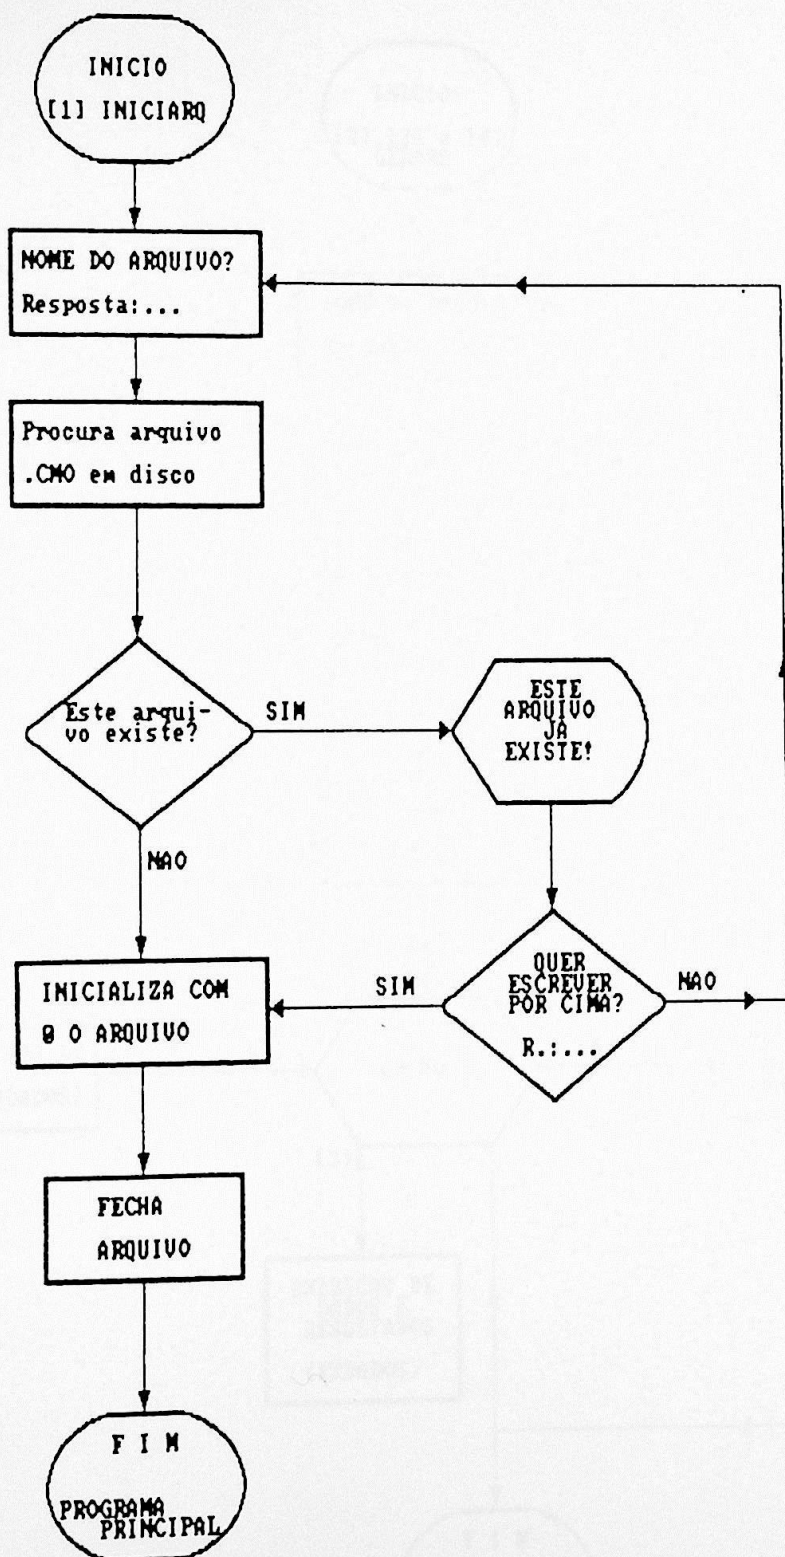 INICIO
[1] INICIARQ
NOME DO ARQUIVO?
Resposta:...
Procura arquivo
.CMO em disco
Este arqui-
vo existe?
SIM
ESTE
ARQUIVO
JA
EXISTE!
NAO
QUER
ESCREVER
POR CIMA?
R.:...
SIM
NAO
INICIALIZA COM
0 O ARQUIVO
FECHA
ARQUIVO
F I M
PROGRAMA
PRINCIPAL